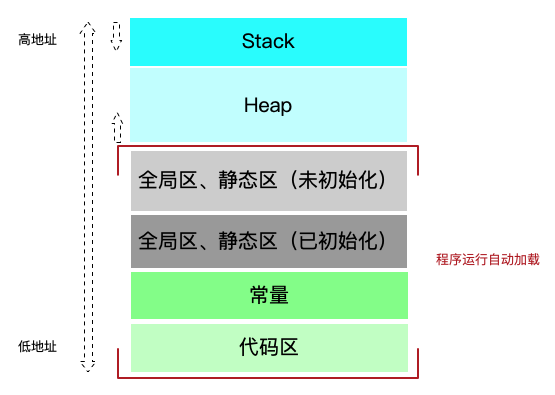 高地址
Stack
Heap
全局区、静态区（未初始化）
全局区、静态区（已初始化）
程序运行自动加载
常量
低地址
代码区